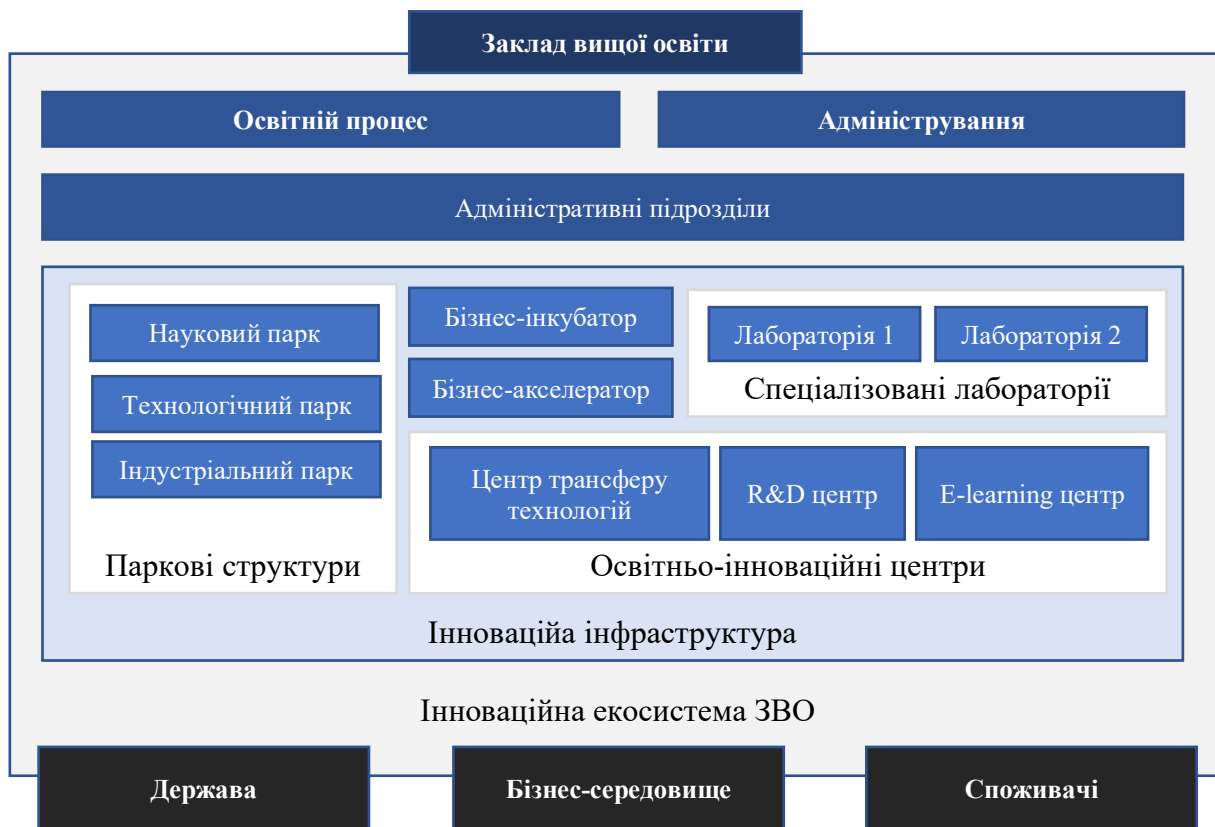 Заклад вищої освіти
Освітній процес
Адміністрування
Адміністративні підрозділи
Науковий парк
Технологічний парк
Індустріальний парк
Паркові структури
Бізнес-інкубатор
Бізнес-акселератор
Лабораторія 1
Лабораторія 2
Спеціалізовані лабораторії
Центр трансферу
технологій
R&D центр
E-learning центр
Освітньо-інноваційні центри
Інноваційа інфраструктура
Інноваційна екосистема ЗВО
Держава
Бізнес-середовище
Споживачі